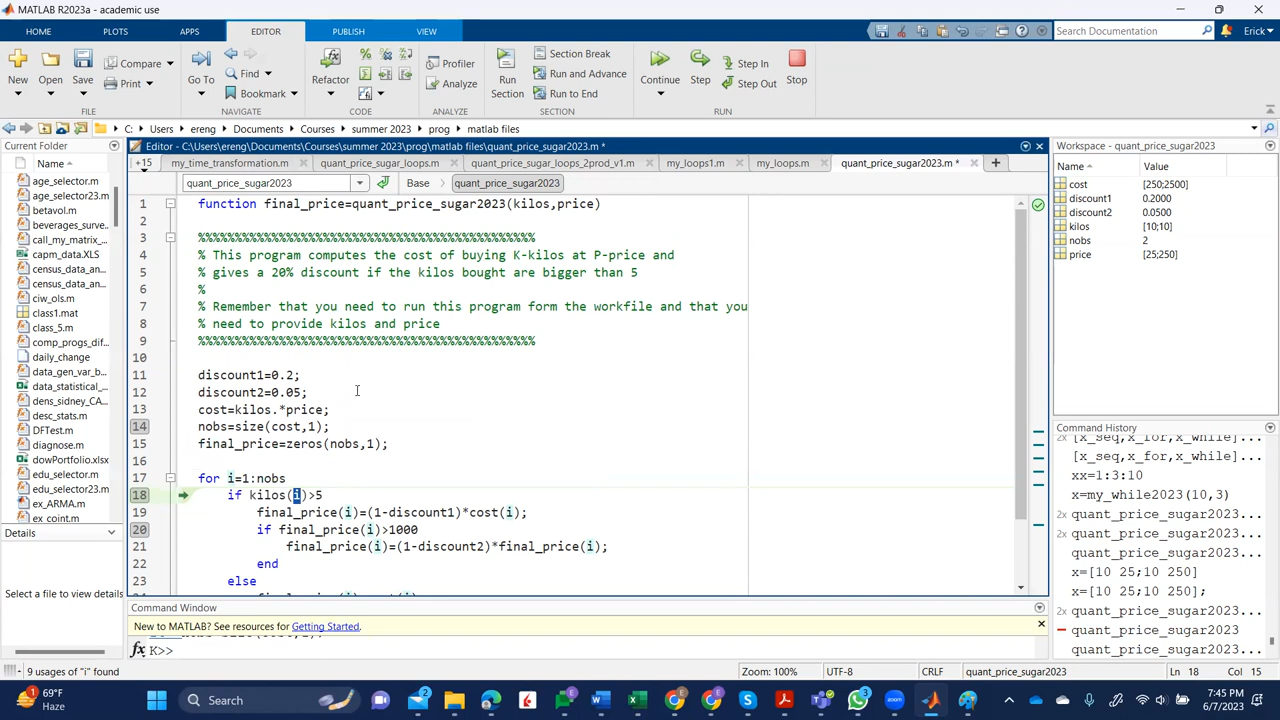 MATLAB R2023a - academic use
HOME PLOTS APPS EDITOR PUBLISH VIEW Search Documentation Erick
New Open Save Compare Print Go To Find Bookmark Refactor Profiler Analyze Run Section Section Break Run and Advance Run to End Continue Step Step In Step Out Stop
FILE NAVIGATE CODE ANALYZE SECTION RUN
C: Users ereng Documents Courses summer 2023 prog matlab files
Current Folder
Name
age_selector.m
age_selector23.m
betavol.m
beverages_surve...
call_my_matrix_...
capm_data.XLS
census_data_an...
census_data_an...
ciw_ols.m
class1.mat
class_5.m
comp_progs_dif...
daily_change
data_gen_var_b...
data_statistical_...
dens_sidney_CA...
desc_stats.m
DFTest.m
diagnose.m
dowPortfolio.xlsx
edu_selector.m
edu_selector23.m
ex_ARMA.m
ex_coint.m
Details
Select a file to view details
Editor - C:\Users\ereng\Documents\Courses\summer 2023\prog\matlab files\quant_price_sugar2023.m *
+15 my_time_transformation.m quant_price_sugar_loops.m quant_price_sugar_loops_2prod_v1.m my_loops1.m my_loops.m quant_price_sugar2023.m *
quant_price_sugar2023 Base quant_price_sugar2023
1 function final_price=quant_price_sugar2023(kilos,price)
2
3 %%%%%%%%%%%%%%%%%%%%%%%%%%%%%%%%%%%%%%%%%%%%%%
4 % This program computes the cost of buying K-kilos at P-price and
5 % gives a 20% discount if the kilos bought are bigger than 5
6 %
7 % Remember that you need to run this program form the workfile and that you
8 % need to provide kilos and price
9 %%%%%%%%%%%%%%%%%%%%%%%%%%%%%%%%%%%%%%%%%%%%%%
10
11 discount1=0.2;
12 discount2=0.05;
13 cost=kilos.*price;
14 nobs=size(cost,1);
15 final_price=zeros(nobs,1);
16
17 for i=1:nobs
18 if kilos(i)>5
19 final_price(i)=(1-discount1)*cost(i);
20 if final_price(i)>1000
21 final_price(i)=(1-discount2)*final_price(i);
22 end
23 else
Command Window
New to MATLAB? See resources for Getting Started.
fx K>>
Workspace - quant_price_sugar2023
Name Value
cost [250;2500]
discount1 0.2000
discount2 0.0500
kilos [10;10]
nobs 2
price [25;250]
Command History
[x_seq,x_for,x_while]...
[x_seq,x_for,x_while]...
xx=1:3:10
x=my_while2023(10,3)
2x quant_price_sugar2023...
2x quant_price_sugar2023...
quant_price_sugar2023...
x=[10 25;10 250]
x=[10 25;10 250];
2x quant_price_sugar2023...
quant_price_sugar2023
quant_price_sugar2023...
9 usages of "i" found Zoom: 100% UTF-8 CRLF quant_price_sugar2023 Ln 18 Col 15
69°F
Haze
Search
7:45 PM
6/7/2023